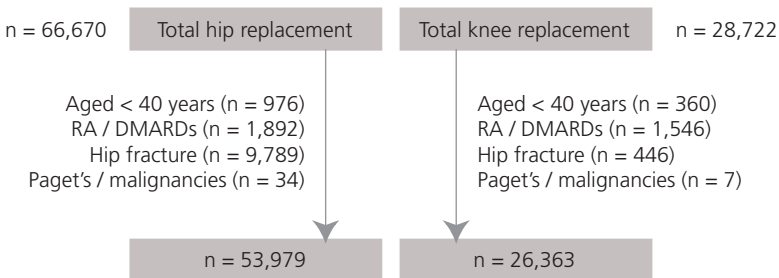 n = 66,670 Total hip replacement Total knee replacement n = 28,722
Aged < 40 years (n = 976)
RA / DMARDs (n = 1,892)
Hip fracture (n = 9,789)
Paget's / malignancies (n = 34)
Aged < 40 years (n = 360)
RA / DMARDs (n = 1,546)
Hip fracture (n = 446)
Paget's / malignancies (n = 7)
n = 53,979 n = 26,363